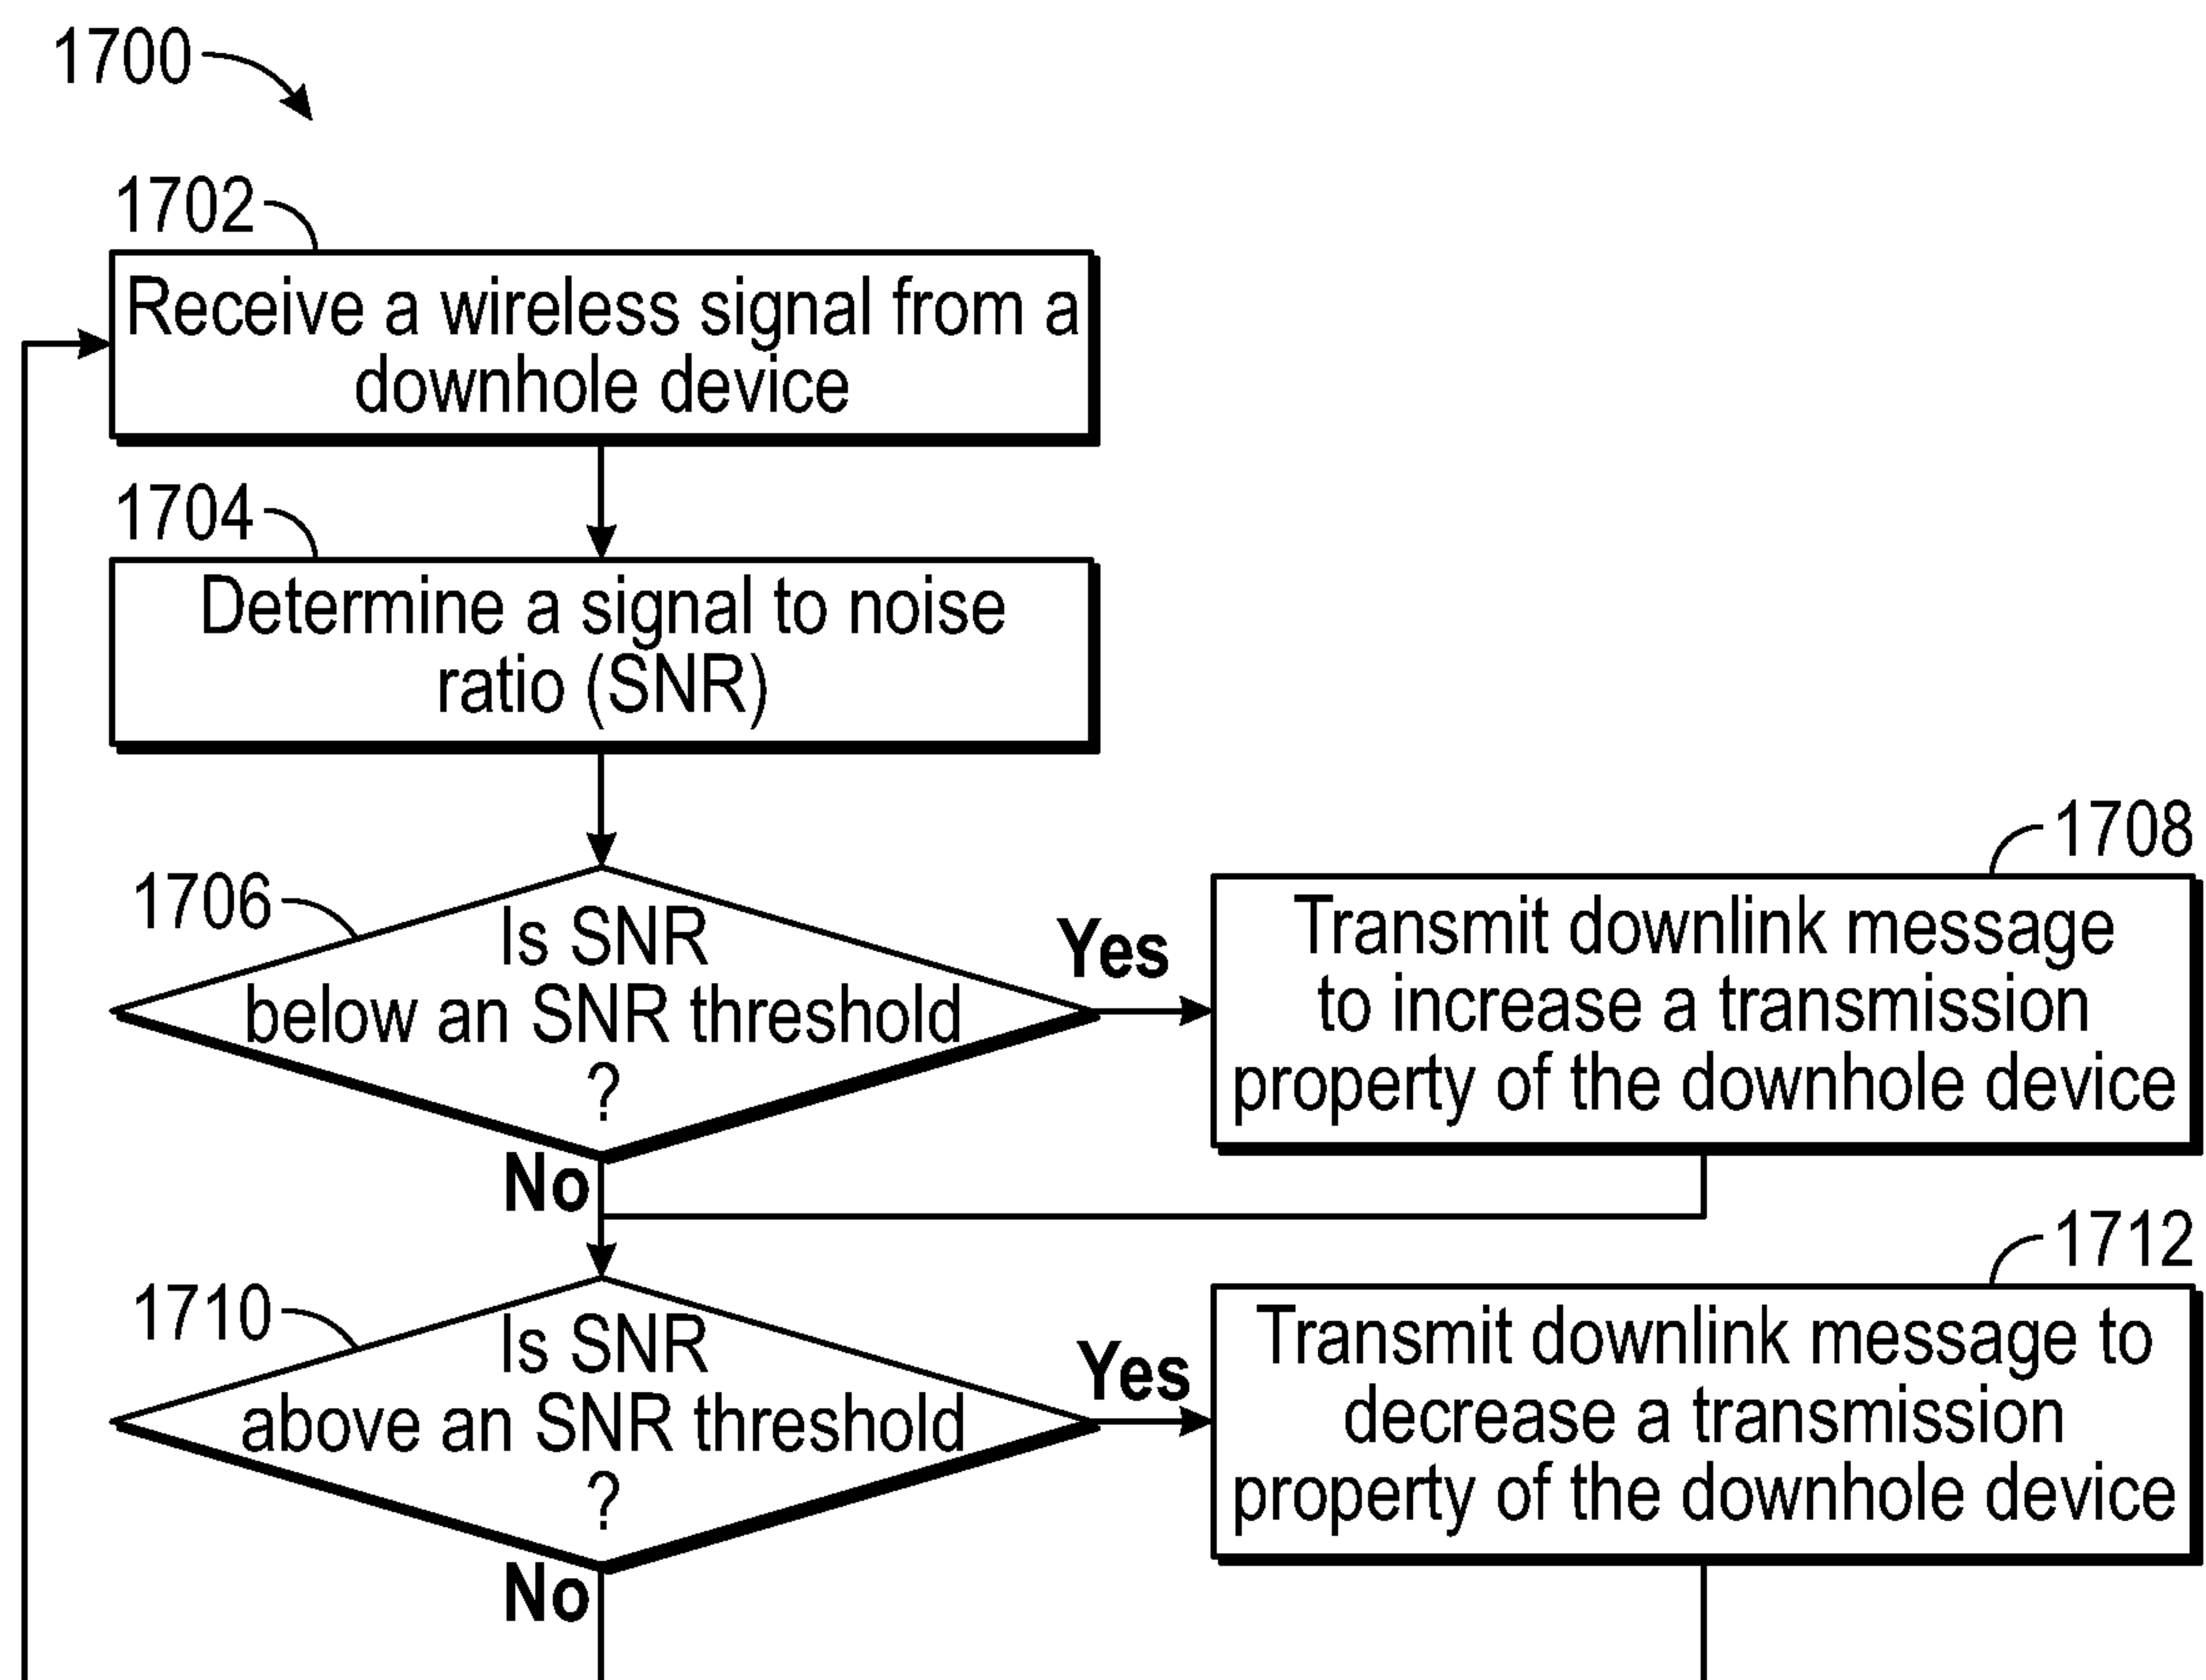 1700
1702
Receive a wireless signal from a
downhole device
1704
Determine a signal to noise
ratio (SNR)
1706
Is SNR
below an SNR threshold
?
Yes
No
1708
Transmit downlink message
to increase a transmission
property of the downhole device
1710
Is SNR
above an SNR threshold
?
Yes
No
1712
Transmit downlink message to
decrease a transmission
property of the downhole device